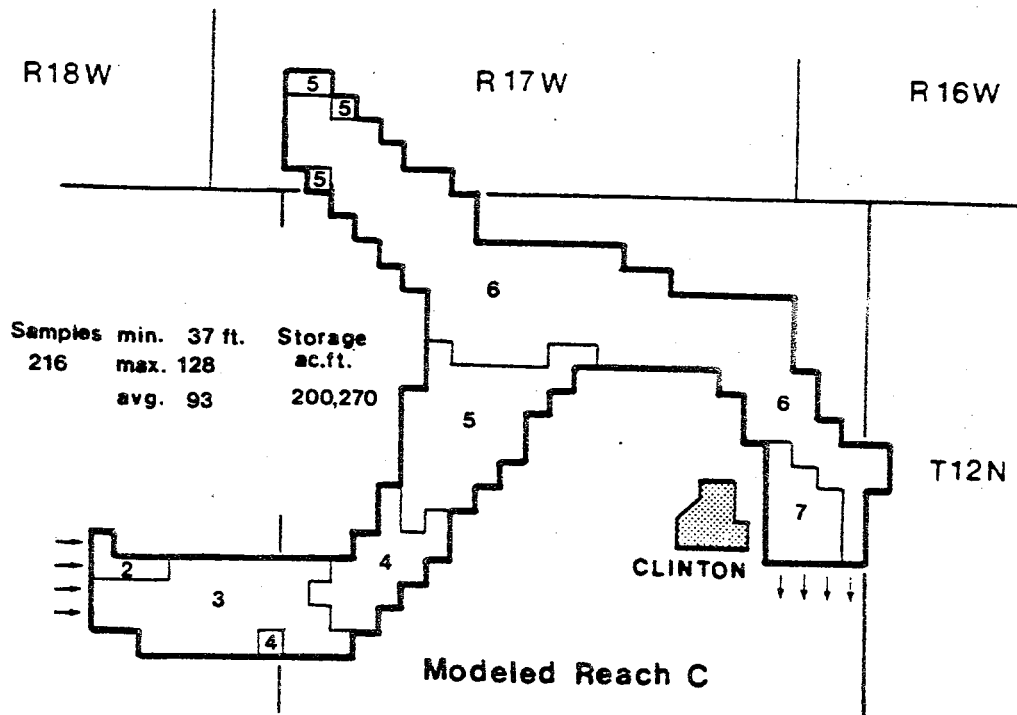 R18W
R17W
R16W
5
5
5
6
Samples min. 37 ft. Storage
216 max. 128 ac.ft.
avg. 93 200,270
6
5
T12N
7
4
CLINTON
2
3
4
Modeled Reach C